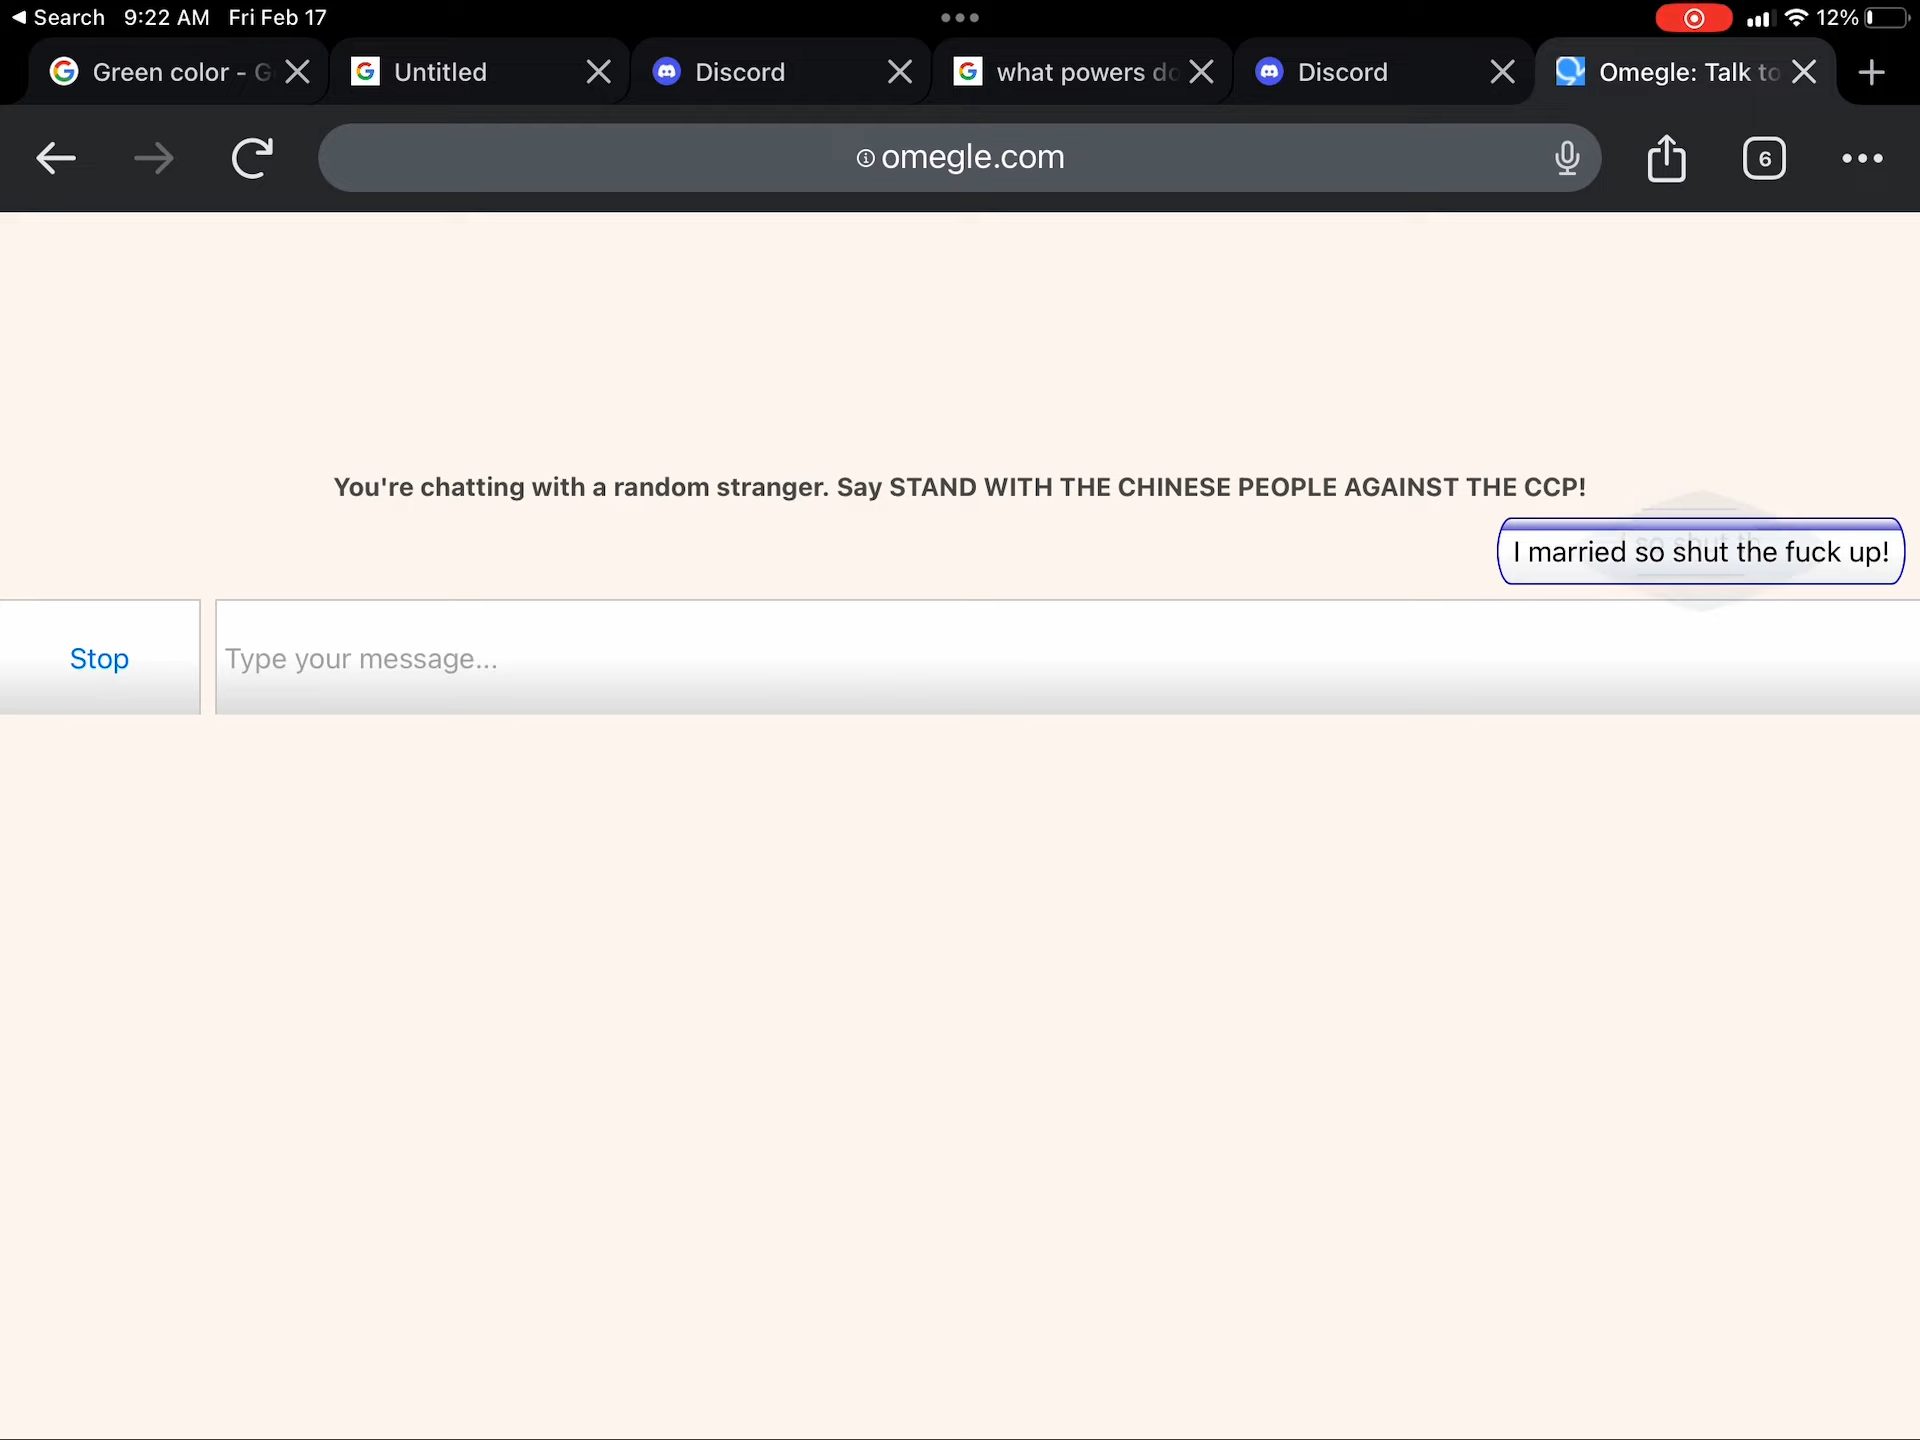 Search 9:22 AM Fri Feb 17 12%
Green color - G Untitled Discord what powers do Discord Omegle: Talk to
omegle.com 6
You're chatting with a random stranger. Say STAND WITH THE CHINESE PEOPLE AGAINST THE CCP!
I married so shut the fuck up!
Stop Type your message...